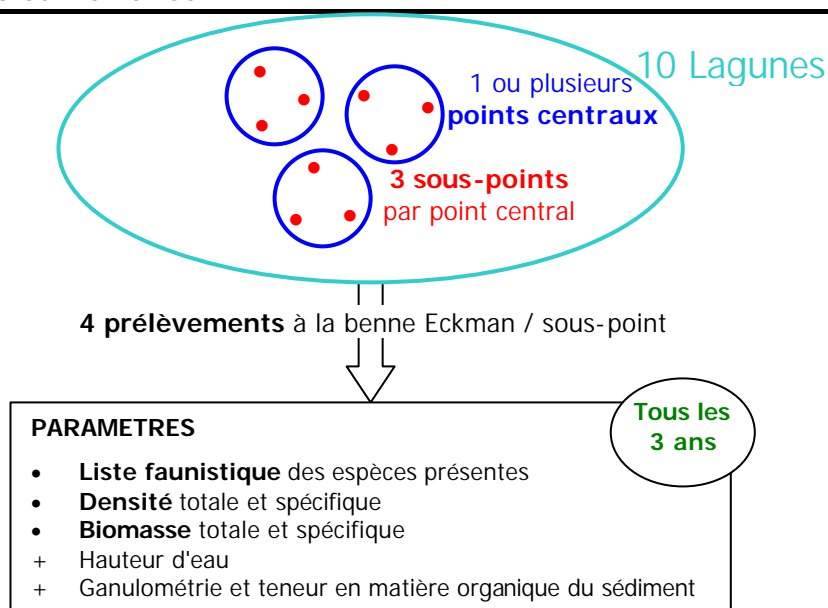 10 Lagunes
1 ou plusieurs
points centraux
3 sous-points
par point central
4 prélèvements à la benne Eckman / sous-point
Tous les
3 ans
PARAMETRES
• Liste faunistique des espèces présentes
• Densité totale et spécifique
• Biomasse totale et spécifique
+ Hauteur d'eau
+ Ganulométrie et teneur en matière organique du sédiment